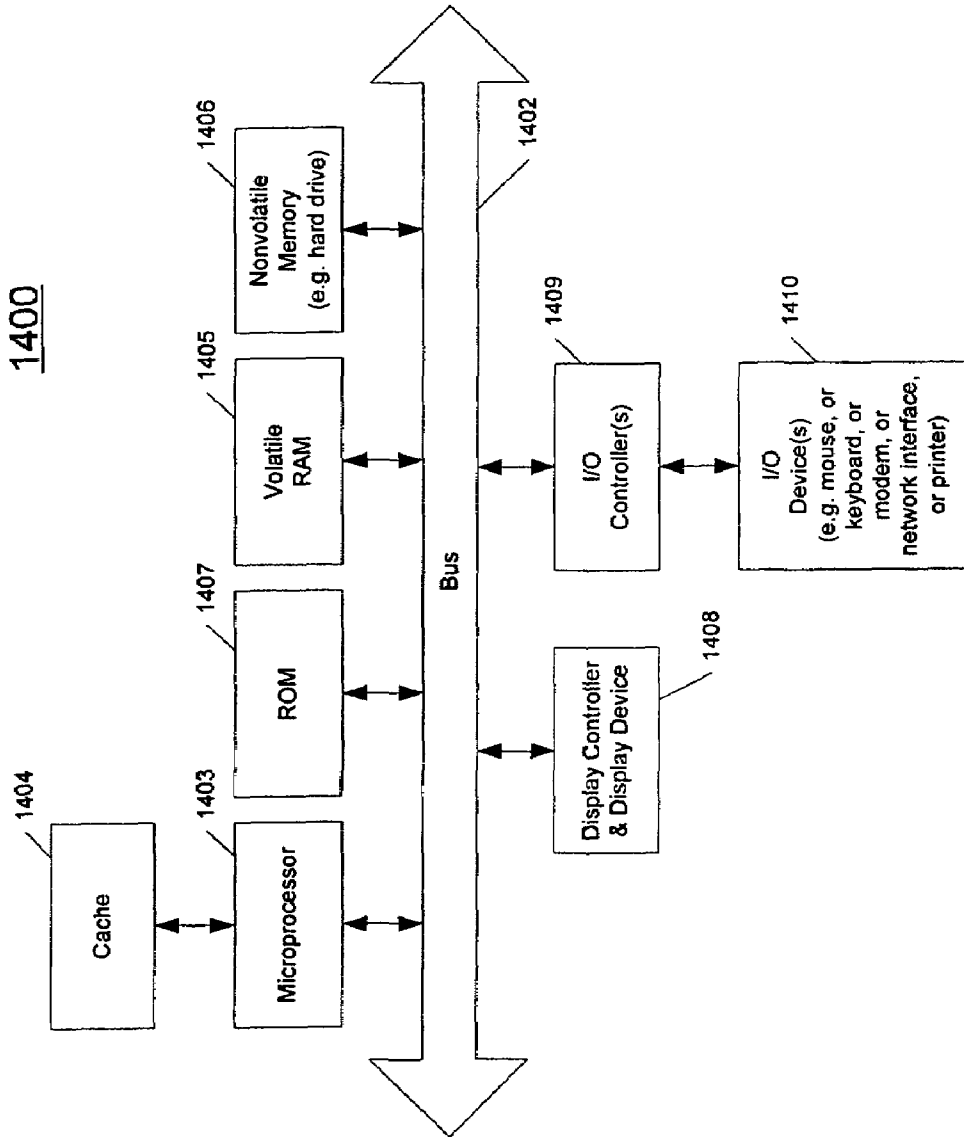 1400
1404
Cache
1403
Microprocessor
1407
ROM
1405
Volatile
RAM
1406
Nonvolatile
Memory
(e.g. hard drive)
Bus
1402
Display Controller
& Display Device
1408
I/O
Controller(s)
1409
I/O
Device(s)
(e.g. mouse, or
keyboard, or
modem, or
network interface,
or printer)
1410